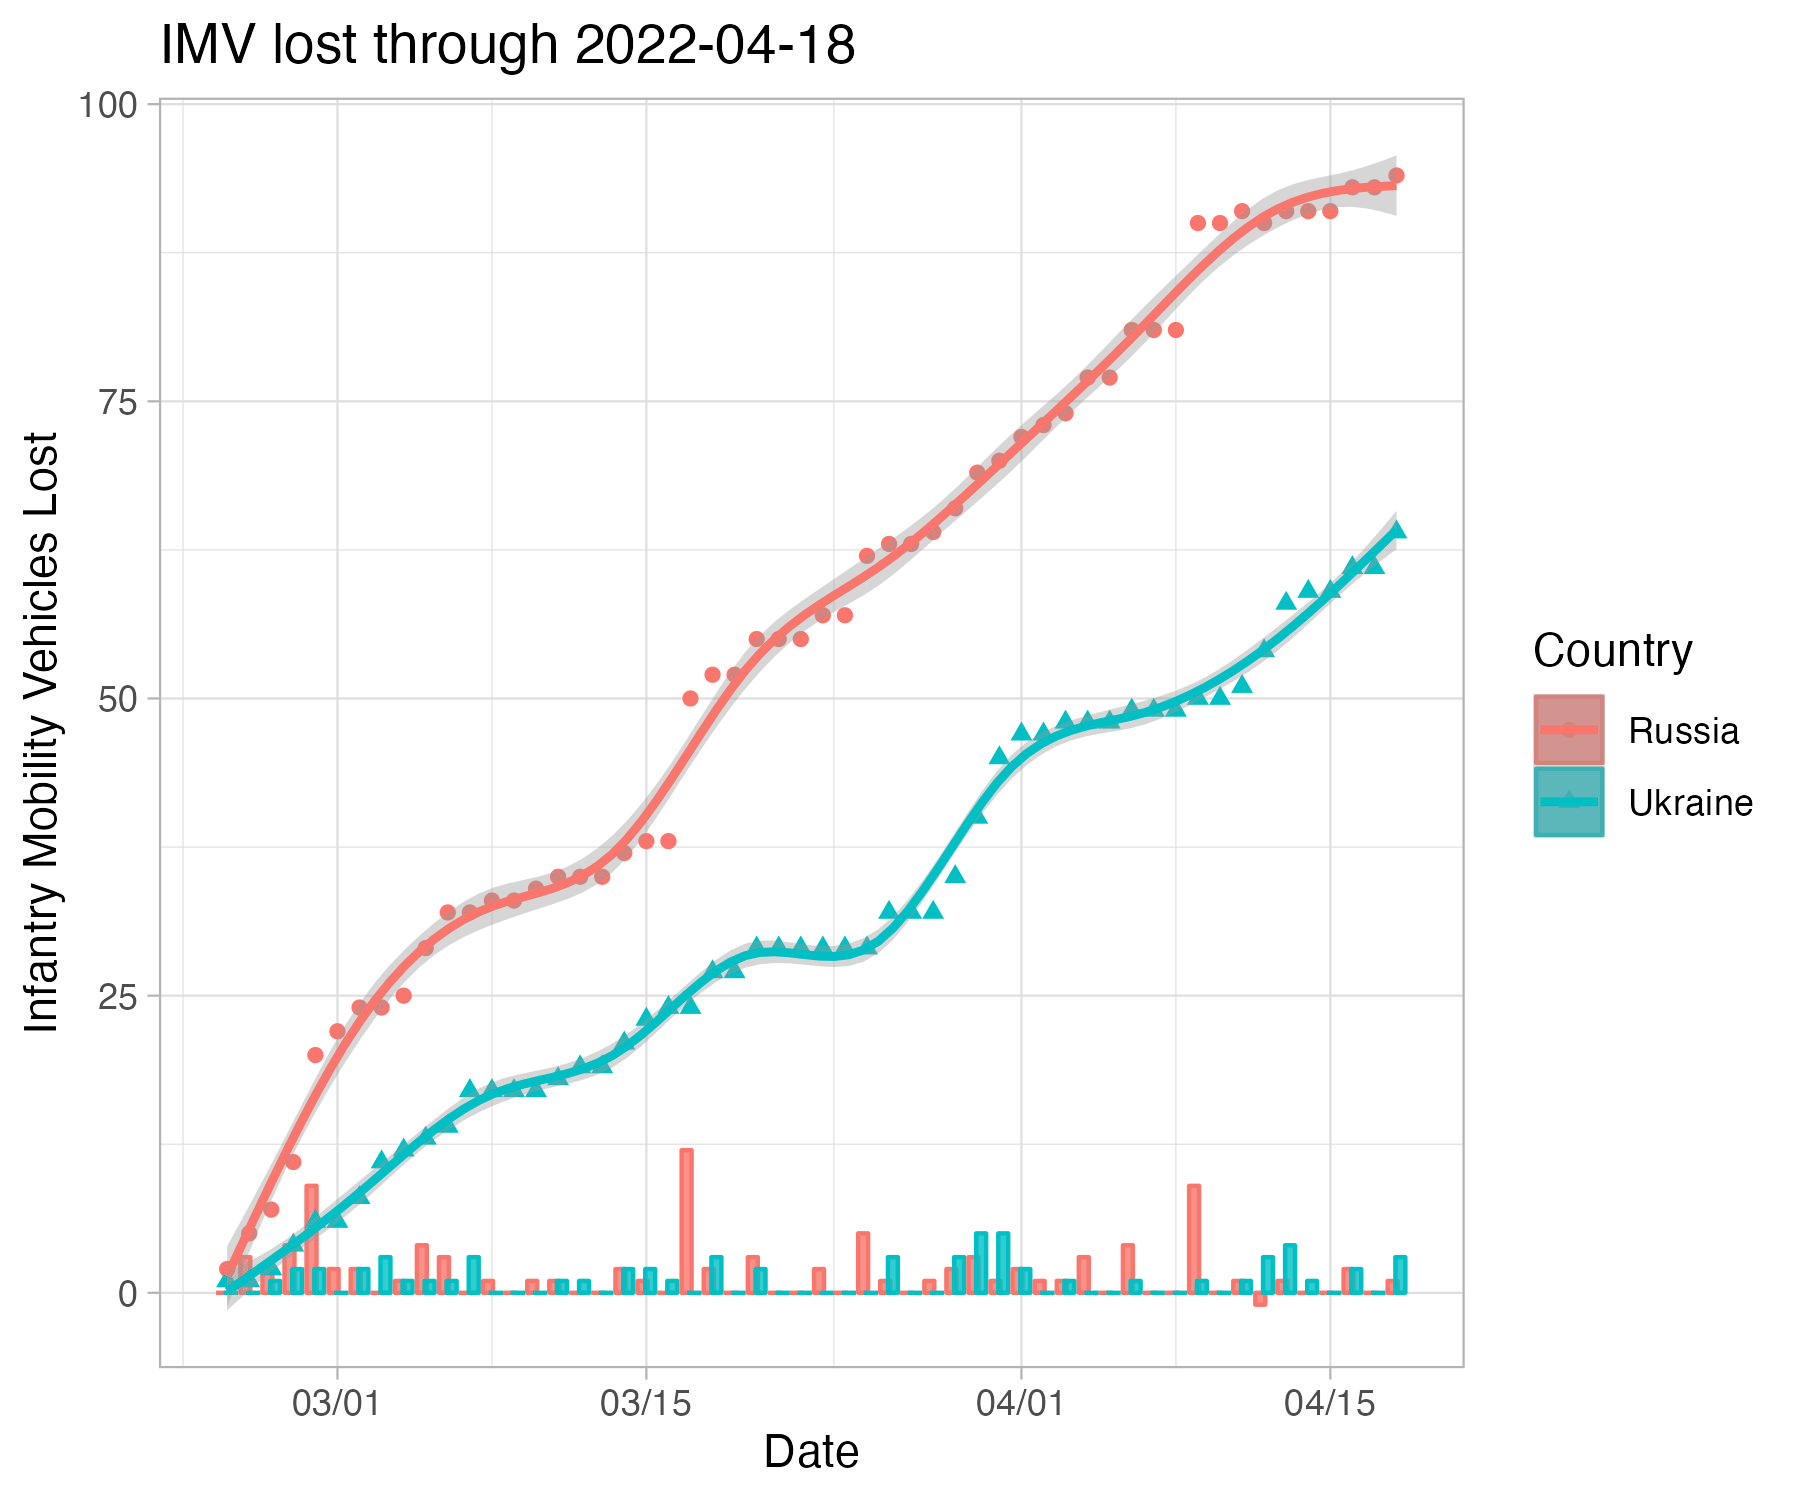 IMV lost through 2022-04-18
Infantry Mobility Vehicles Lost
100
75
50
25
0
03/01
03/15
04/01
04/15
Date
Country
Russia
Ukraine